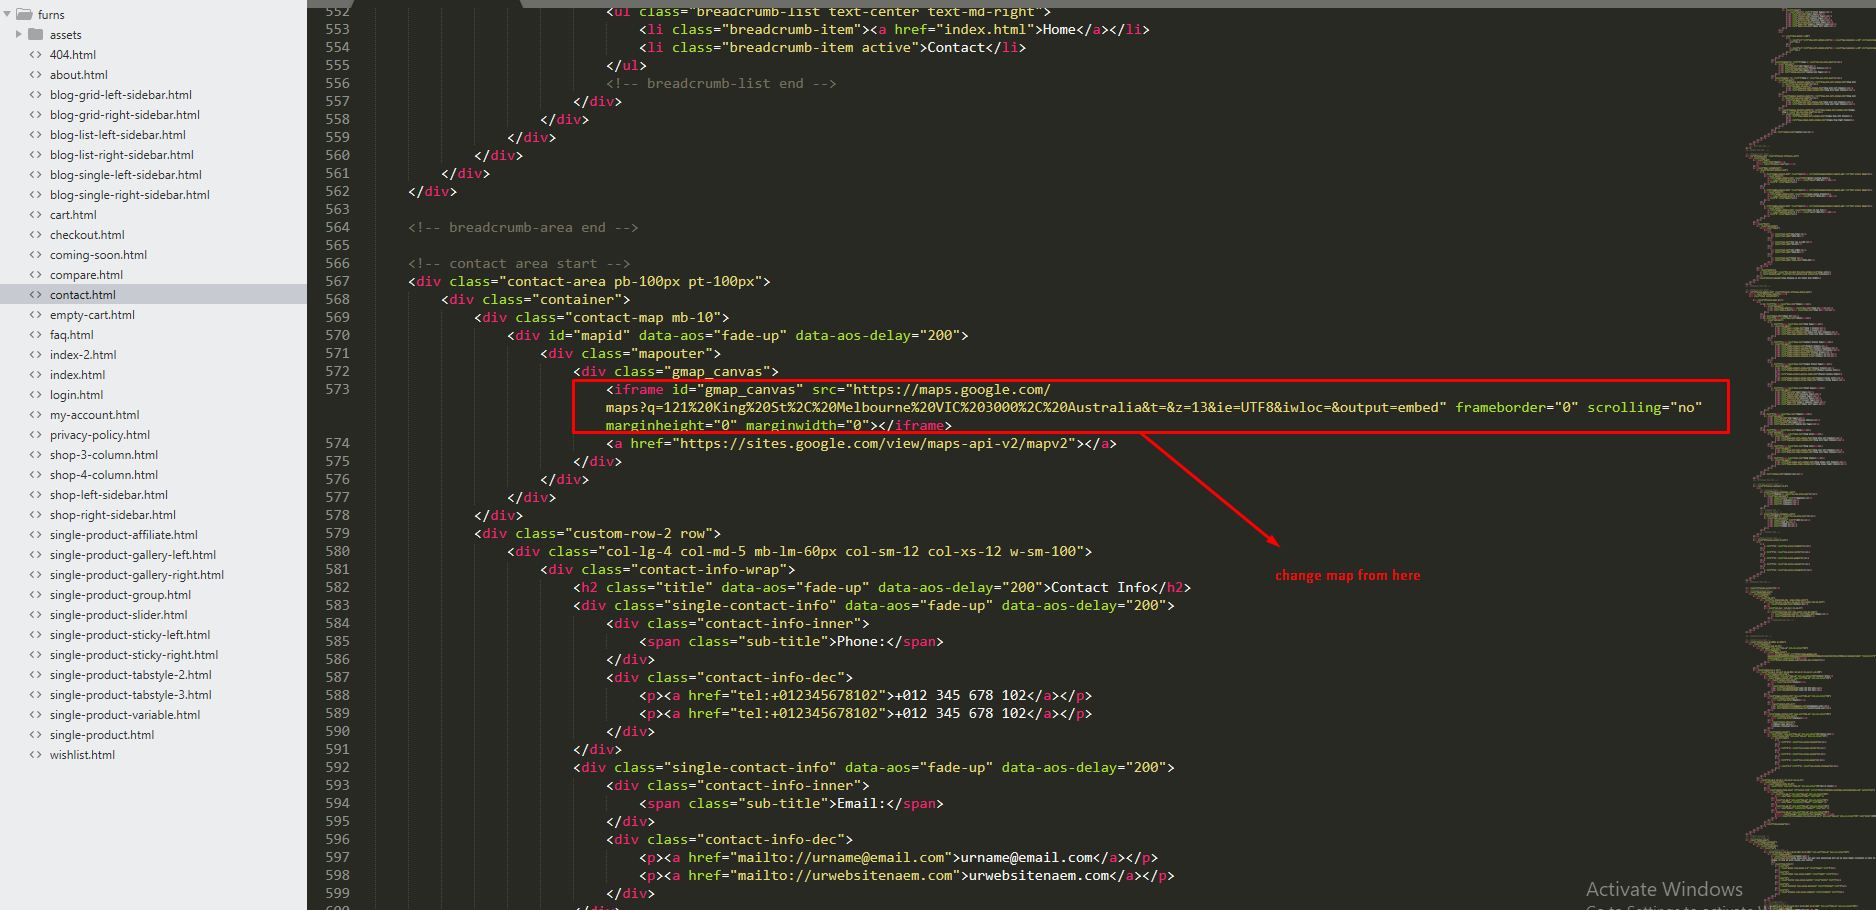 furns
assets
404.html
about.html
blog-grid-left-sidebar.html
blog-grid-right-sidebar.html
blog-list-left-sidebar.html
blog-list-right-sidebar.html
blog-single-left-sidebar.html
blog-single-right-sidebar.html
cart.html
checkout.html
coming-soon.html
compare.html
contact.html
empty-cart.html
faq.html
index-2.html
index.html
login.html
my-account.html
privacy-policy.html
shop-3-column.html
shop-4-column.html
shop-left-sidebar.html
shop-right-sidebar.html
single-product-affiliate.html
single-product-gallery-left.html
single-product-gallery-right.html
single-product-group.html
single-product-slider.html
single-product-sticky-left.html
single-product-sticky-right.html
single-product-tabstyle-2.html
single-product-tabstyle-3.html
single-product-variable.html
single-product.html
wishlist.html
552 <ul class="breadcrumb-list text-center text-md-right">
553 <li class="breadcrumb-item"><a href="index.html">Home</a></li>
554 <li class="breadcrumb-item active">Contact</li>
555 </ul>
556 <!-- breadcrumb-list end -->
557 </div>
558 </div>
559 </div>
560 </div>
561 </div>
562 </div>
563
564 <!-- breadcrumb-area end -->
565
566 <!-- contact area start -->
567 <div class="contact-area pb-100px pt-100px">
568 <div class="container">
569 <div class="contact-map mb-10">
570 <div id="mapid" data-aos="fade-up" data-aos-delay="200">
571 <div class="mapouter">
572 <div class="gmap_canvas">
573 <iframe id="gmap_canvas" src="https://maps.google.com/
maps?q=121%20King%20St%2C%20Melbourne%20VIC%203000%2C%20Australia&t=&z=13&ie=UTF8&iwloc=&output=embed" frameborder="0" scrolling="no"
marginheight="0" marginwidth="0"></iframe>
574 <a href="https://sites.google.com/view/maps-api-v2/mapv2"></a>
575 </div>
576 </div>
577 </div>
578 </div>
579 <div class="custom-row-2 row">
580 <div class="col-lg-4 col-md-5 mb-lm-60px col-sm-12 col-xs-12 w-sm-100">
581 <div class="contact-info-wrap">
582 <h2 class="title" data-aos="fade-up" data-aos-delay="200">Contact Info</h2>
583 <div class="single-contact-info" data-aos="fade-up" data-aos-delay="200">
584 <div class="contact-info-inner">
585 <span class="sub-title">Phone:</span>
586 </div>
587 <div class="contact-info-dec">
588 <p><a href="tel:+012345678102">+012 345 678 102</a></p>
589 <p><a href="tel:+012345678102">+012 345 678 102</a></p>
590 </div>
591 </div>
592 <div class="single-contact-info" data-aos="fade-up" data-aos-delay="200">
593 <div class="contact-info-inner">
594 <span class="sub-title">Email:</span>
595 </div>
596 <div class="contact-info-dec">
597 <p><a href="mailto://urname@email.com">urname@email.com</a></p>
598 <p><a href="mailto://urwebsitenaem.com">urwebsitenaem.com</a></p>
599 </div>
change map from here
Activate Windows